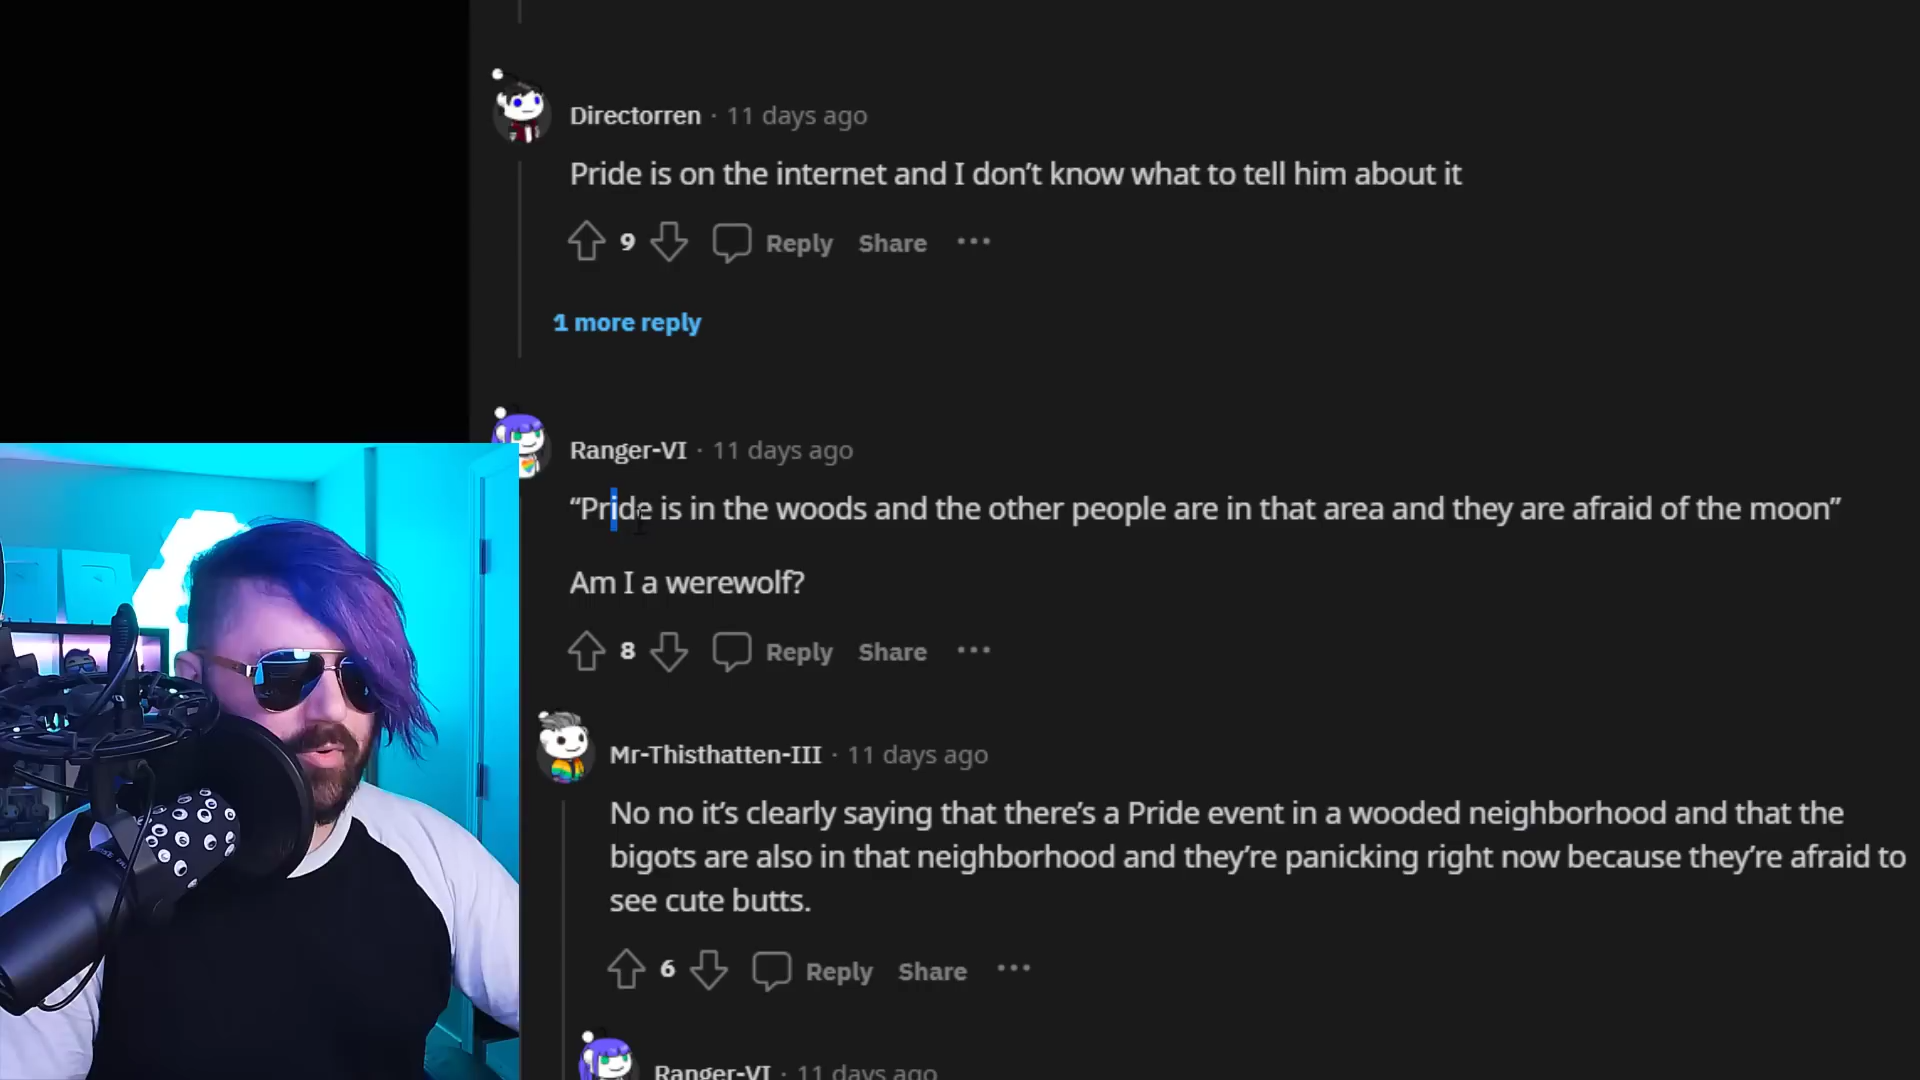 Directorren · 11 days ago
Pride is on the internet and I don’t know what to tell him about it
9 Reply Share ···
1 more reply
Ranger-VI · 11 days ago
“Pride is in the woods and the other people are in that area and they are afraid of the moon”
Am I a werewolf?
8 Reply Share ···
Mr-Thisthatten-III · 11 days ago
No no it’s clearly saying that there’s a Pride event in a wooded neighborhood and that the
bigots are also in that neighborhood and they’re panicking right now because they’re afraid to
see cute butts.
6 Reply Share ···
Ranger-VI · 11 days ago